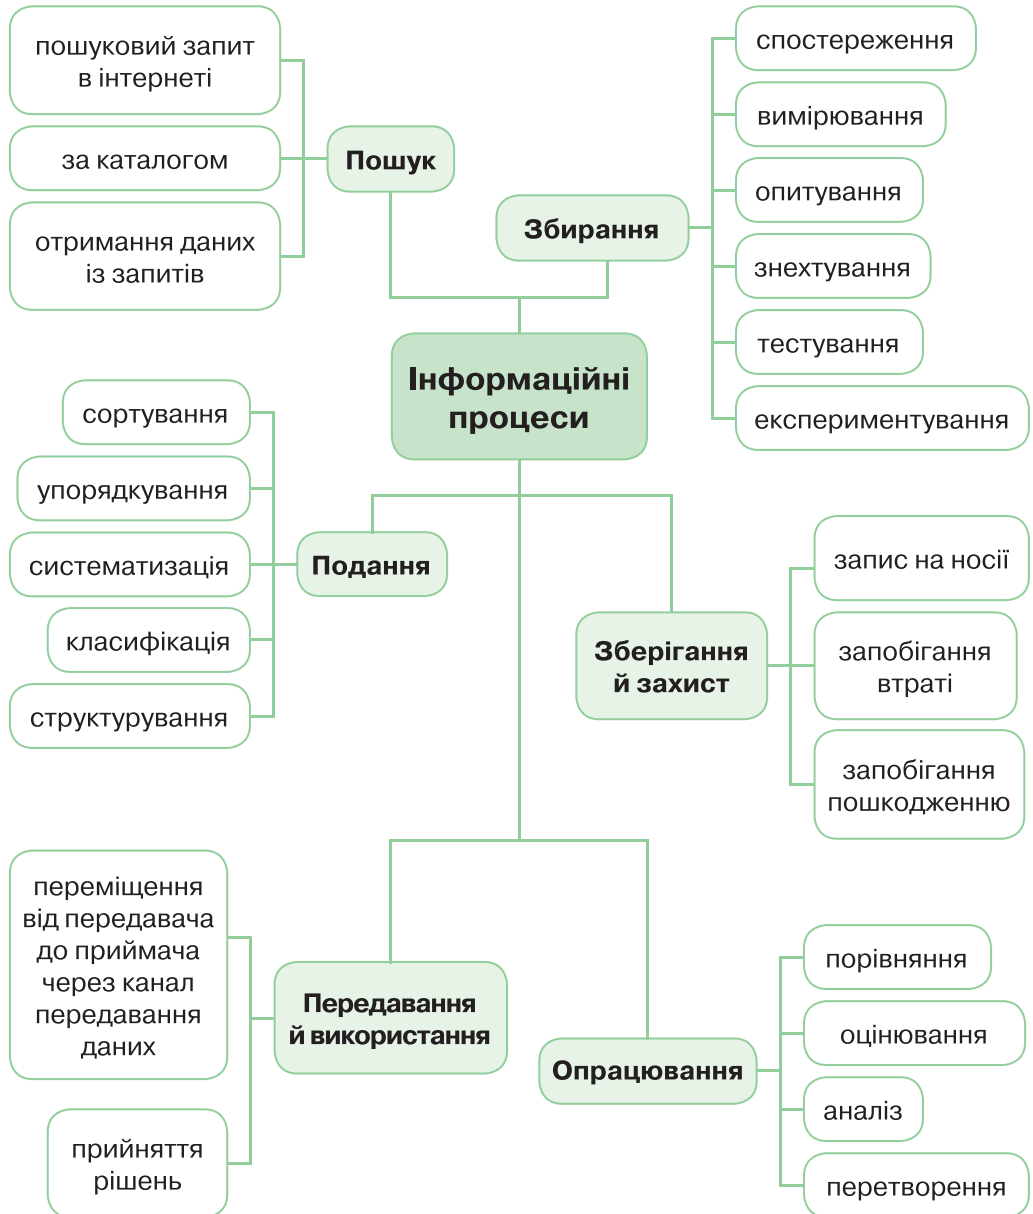 пошуковий запит
в інтернеті
за каталогом
отримання даних
із запитів
Пошук
Збирання
спостереження
вимірювання
опитування
знехтування
тестування
експериментування
Інформаційні
процеси
сортування
упорядкування
систематизація
класифікація
структурування
Подання
Зберігання
й захист
запис на носії
запобігання
втраті
запобігання
пошкодженню
переміщення
від передавача
до приймача
через канал
передавання
даних
прийняття
рішень
Передавання
й використання
Опрацювання
порівняння
оцінювання
аналіз
перетворення